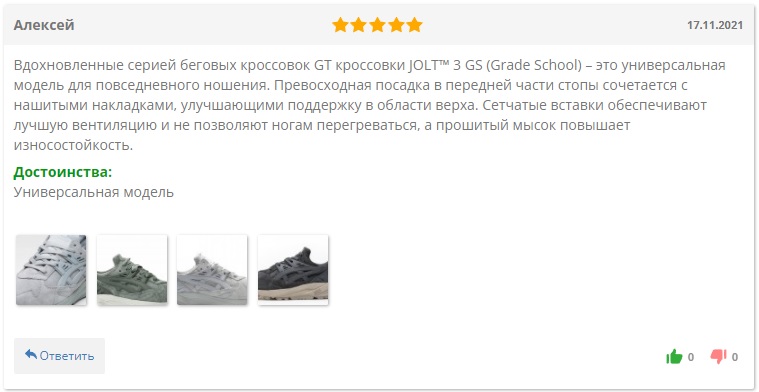 Алексей
17.11.2021
Вдохновленные серией беговых кроссовок GT кроссовки JOLT™ 3 GS (Grade School) – это универсальная
модель для повседневного ношения. Превосходная посадка в передней части стопы сочетается с
нашитыми накладками, улучшающими поддержку в области верха. Сетчатые вставки обеспечивают
лучшую вентиляцию и не позволяют ногам перегреваться, а прошитый мысок повышает
износостойкость.
Достоинства:
Универсальная модель
Ответить
0
0